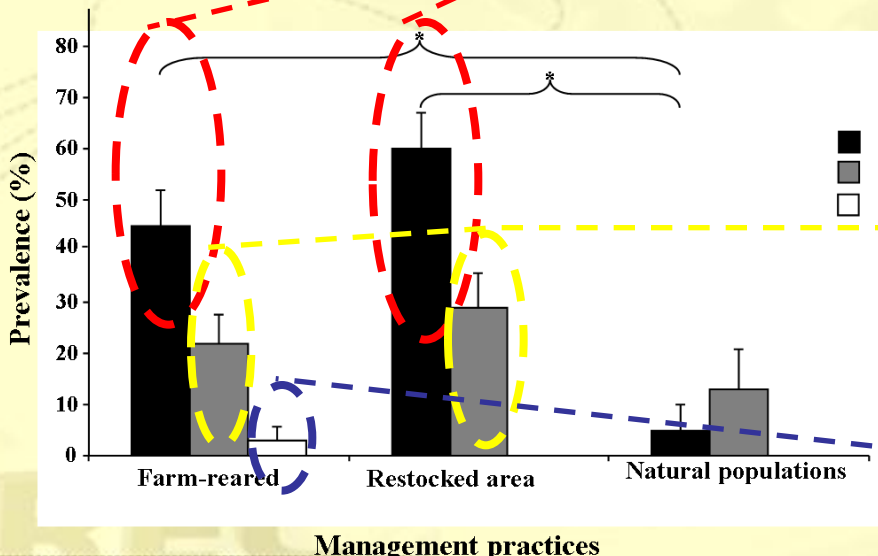 *
80
*
70
60
50
40
30
20
10
0
Prevalence (%)
Farm-reared
Restocked area
Natural populations
Management practices